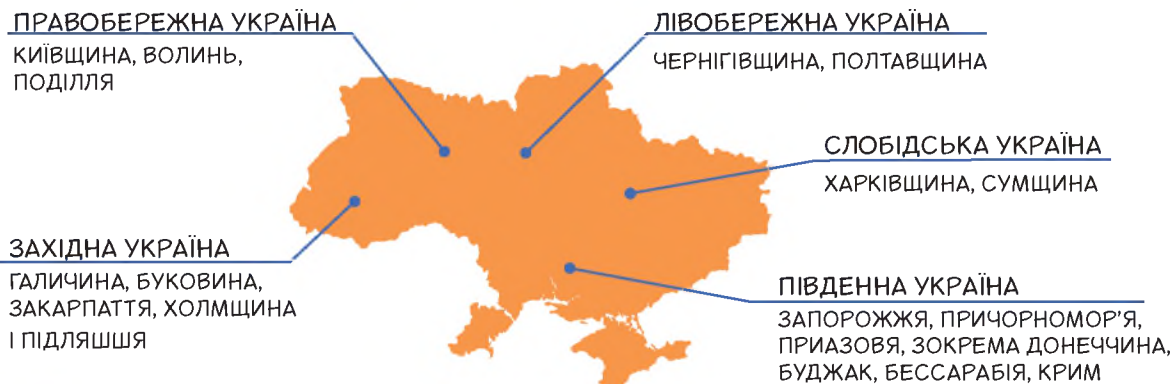 ПРАВОБЕРЕЖНА УКРАЇНА
КИЇВЩИНА, ВОЛИНЬ,
ПОДІЛЛЯ
ЛІВОБЕРЕЖНА УКРАЇНА
ЧЕРНІГІВЩИНА, ПОЛТАВЩИНА
СЛОБІДСЬКА УКРАЇНА
ХАРКІВЩИНА, СУМЩИНА
ЗАХІДНА УКРАЇНА
ГАЛИЧИНА, БУКОВИНА,
ЗАКАРПАТТЯ, ХОЛМЩИНА
І ПІДЛЯШШЯ
ПІВДЕННА УКРАЇНА
ЗАПОРОЖЖЯ, ПРИЧОРНОМОР'Я,
ПРИАЗОВЯ, ЗОКРЕМА ДОНЕЧЧИНА,
БУДЖАК, БЕССАРАБІЯ, КРИМ